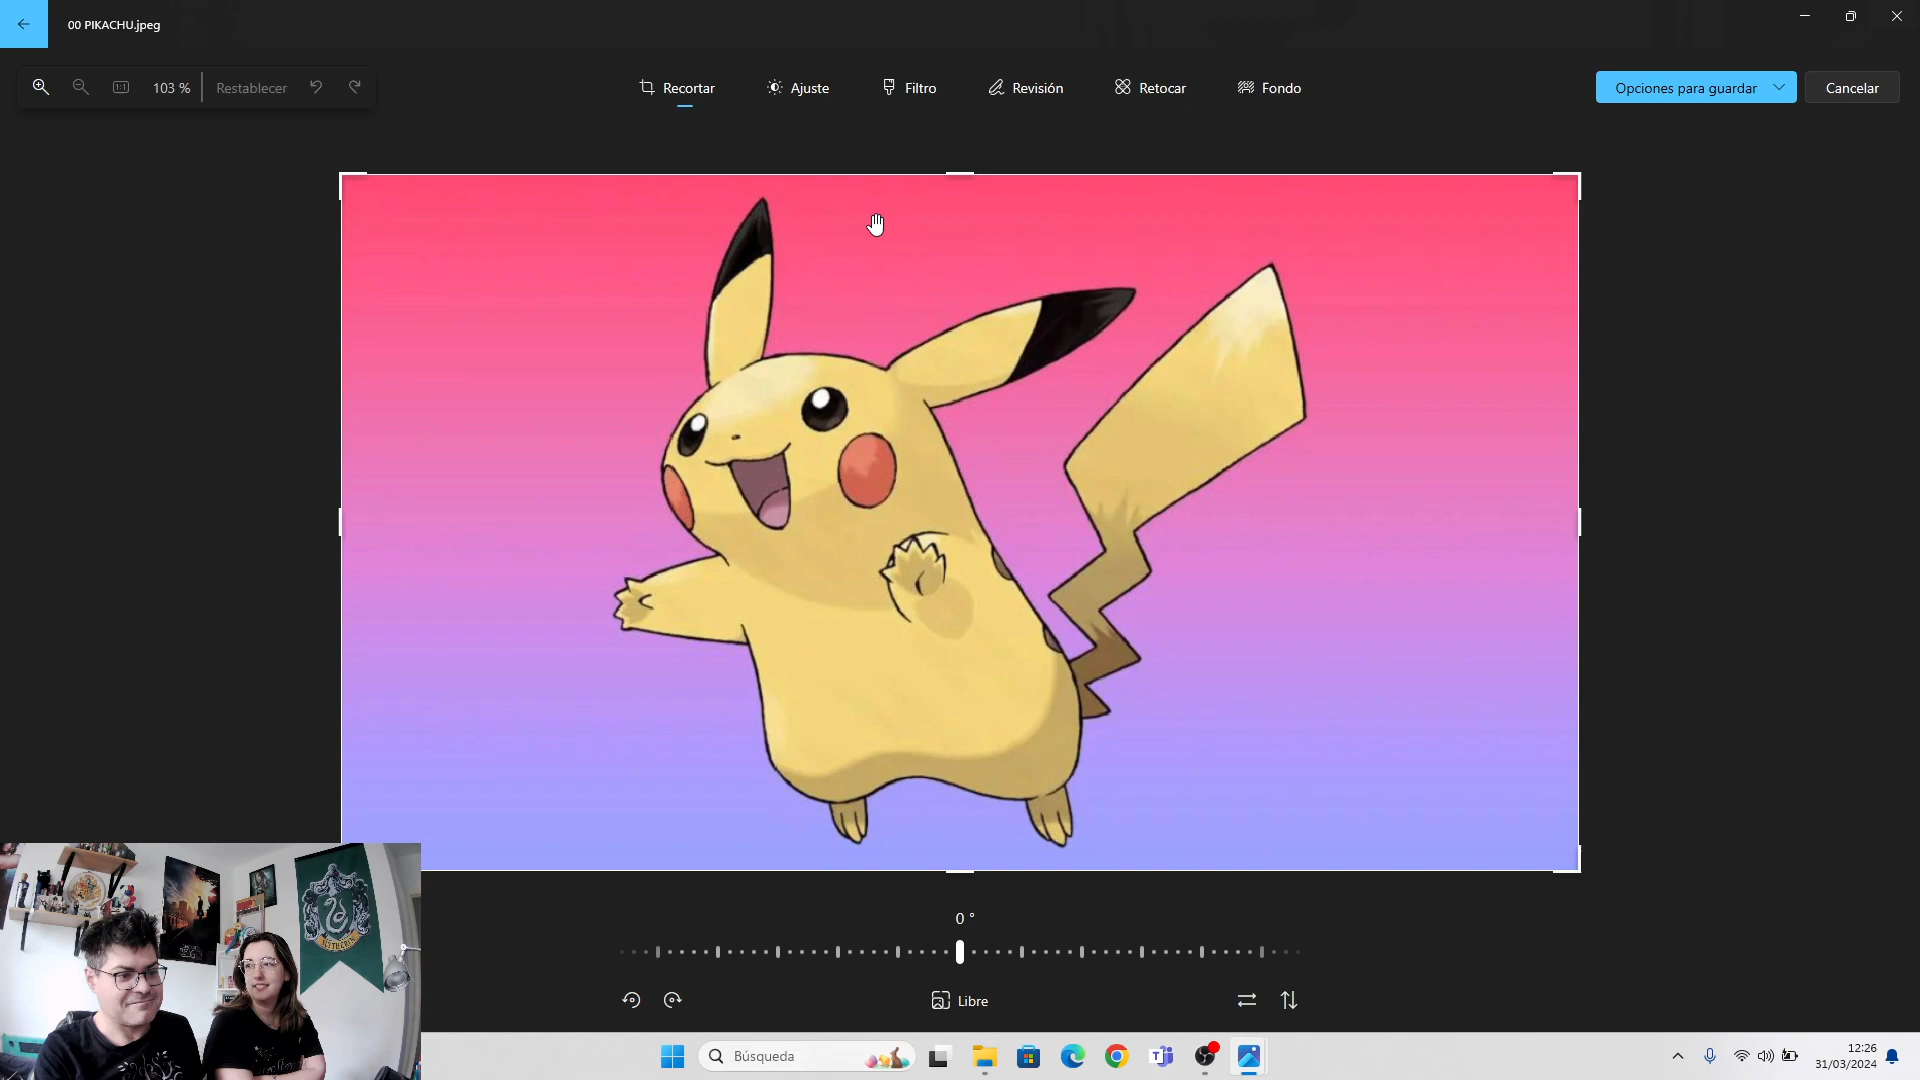 00 PIKACHU.jpeg
103 %
Restablecer
Recortar
Ajuste
Filtro
Revisión
Retocar
Fondo
Opciones para guardar
Cancelar
0 °
Libre
Búsqueda
12:26
31/03/2024